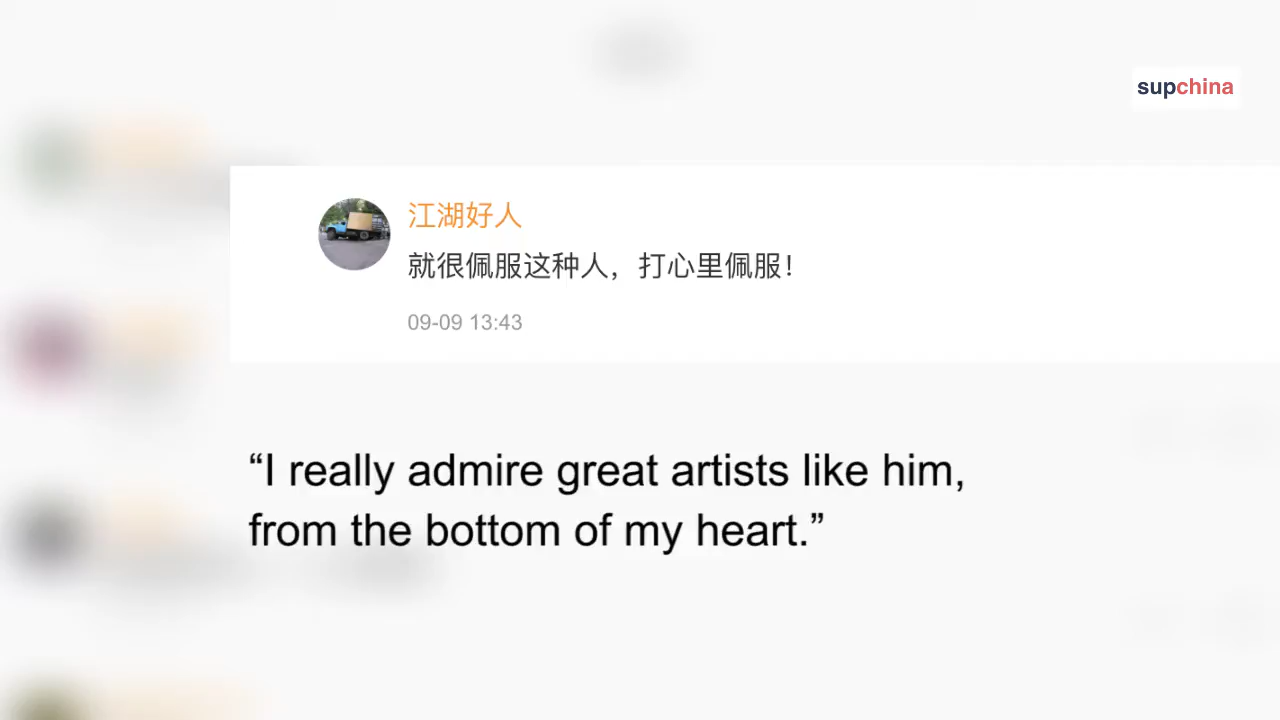 supchina
江湖好人
就很佩服这种人，打心里佩服！
09-09 13:43
“I really admire great artists like him,
from the bottom of my heart.”